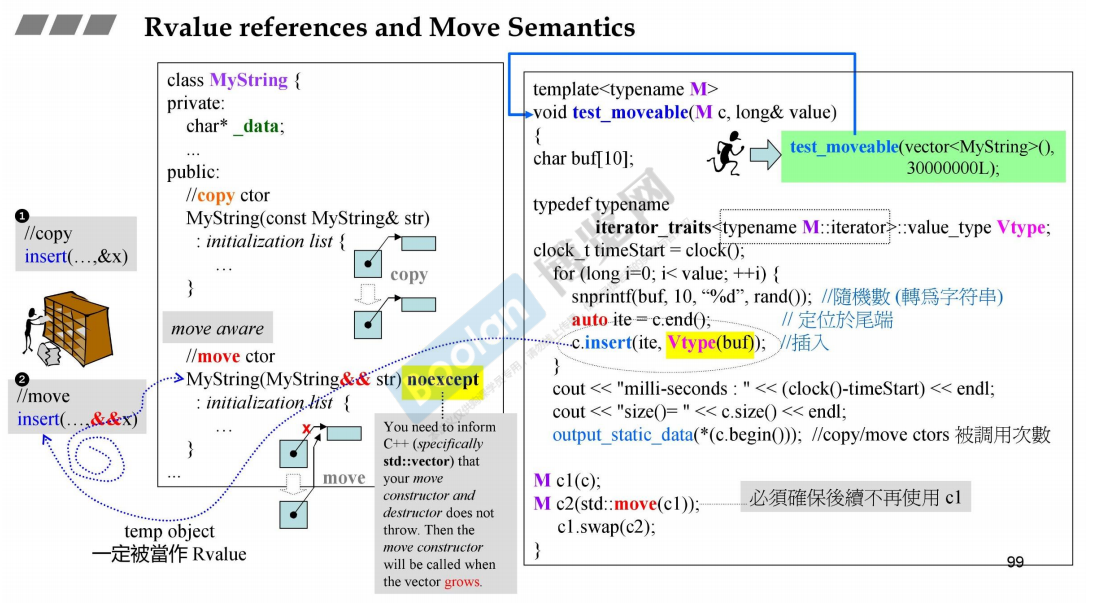 Rvalue references and Move Semantics
class MyString {
private:
char* _data;
...
public:
//copy ctor
MyString(const MyString& str)
: initialization list {
...
}
copy
move aware
//move ctor
MyString(MyString&& str) noexcept
: initialization list {
...
}
...
x
move
❶
//copy
insert(…,&x)
❷
//move
insert(…,&&x)
temp object
一定被當作 Rvalue
You need to inform
C++ (specifically
std::vector) that
your move
constructor and
destructor does not
throw. Then the
move constructor
will be called when
the vector grows.
template<typename M>
void test_moveable(M c, long& value)
{
char buf[10];
test_moveable(vector<MyString>(),
30000000L);
typedef typename
iterator_traits<typename M::iterator>::value_type Vtype;
clock_t timeStart = clock();
for (long i=0; i< value; ++i) {
snprintf(buf, 10, “%d”, rand()); //隨機數 (轉爲字符串)
auto ite = c.end(); // 定位於尾端
c.insert(ite, Vtype(buf)); //插入
}
cout << "milli-seconds : " << (clock()-timeStart) << endl;
cout << "size()= " << c.size() << endl;
output_static_data(*(c.begin())); //copy/move ctors 被調用次數
M c1(c);
M c2(std::move(c1)); 必須確保後續不再使用 c1
c1.swap(c2);
}
99
Boolan
博览网